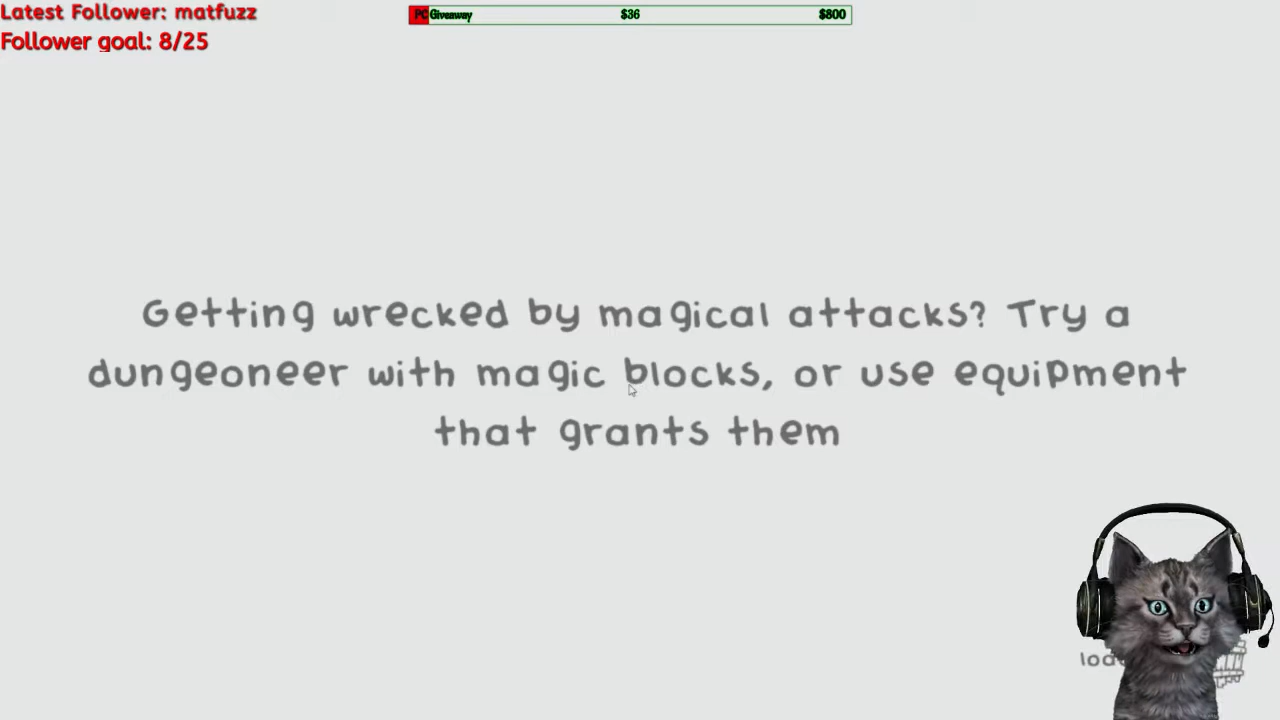 Latest Follower: matfuzz
PC Giveaway $36 $800
Follower goal: 8/25
Getting wrecked by magical attacks? Try a
dungeoneer with magic blocks, or use equipment
that grants them